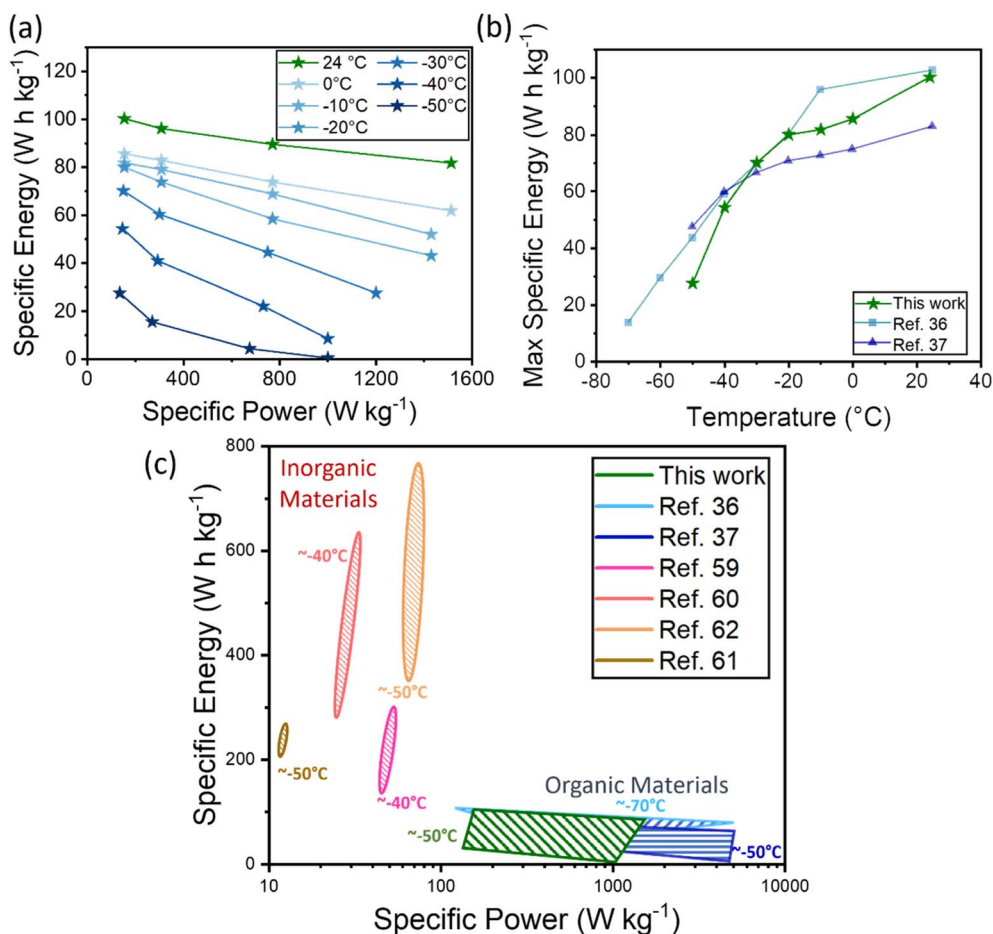 (a)
Specific Energy (W h kg⁻¹)
120
100
80
60
40
20
0
24 °C
0°C
-10°C
-20°C
-30°C
-40°C
-50°C
0
400
800
1200
1600
Specific Power (W kg⁻¹)
(b)
Max Specific Energy (W h kg⁻¹)
100
80
60
40
20
0
This work
Ref. 36
Ref. 37
-80
-60
-40
-20
0
20
40
Temperature (°C)
(c)
Specific Energy (W h kg⁻¹)
800
600
400
200
0
Inorganic
Materials
~-40°C
~-50°C
~-50°C
~-40°C
This work
Ref. 36
Ref. 37
Ref. 59
Ref. 60
Ref. 62
Ref. 61
Organic Materials
~-70°C
~-50°C
~-50°C
10
100
1000
10000
Specific Power (W kg⁻¹)